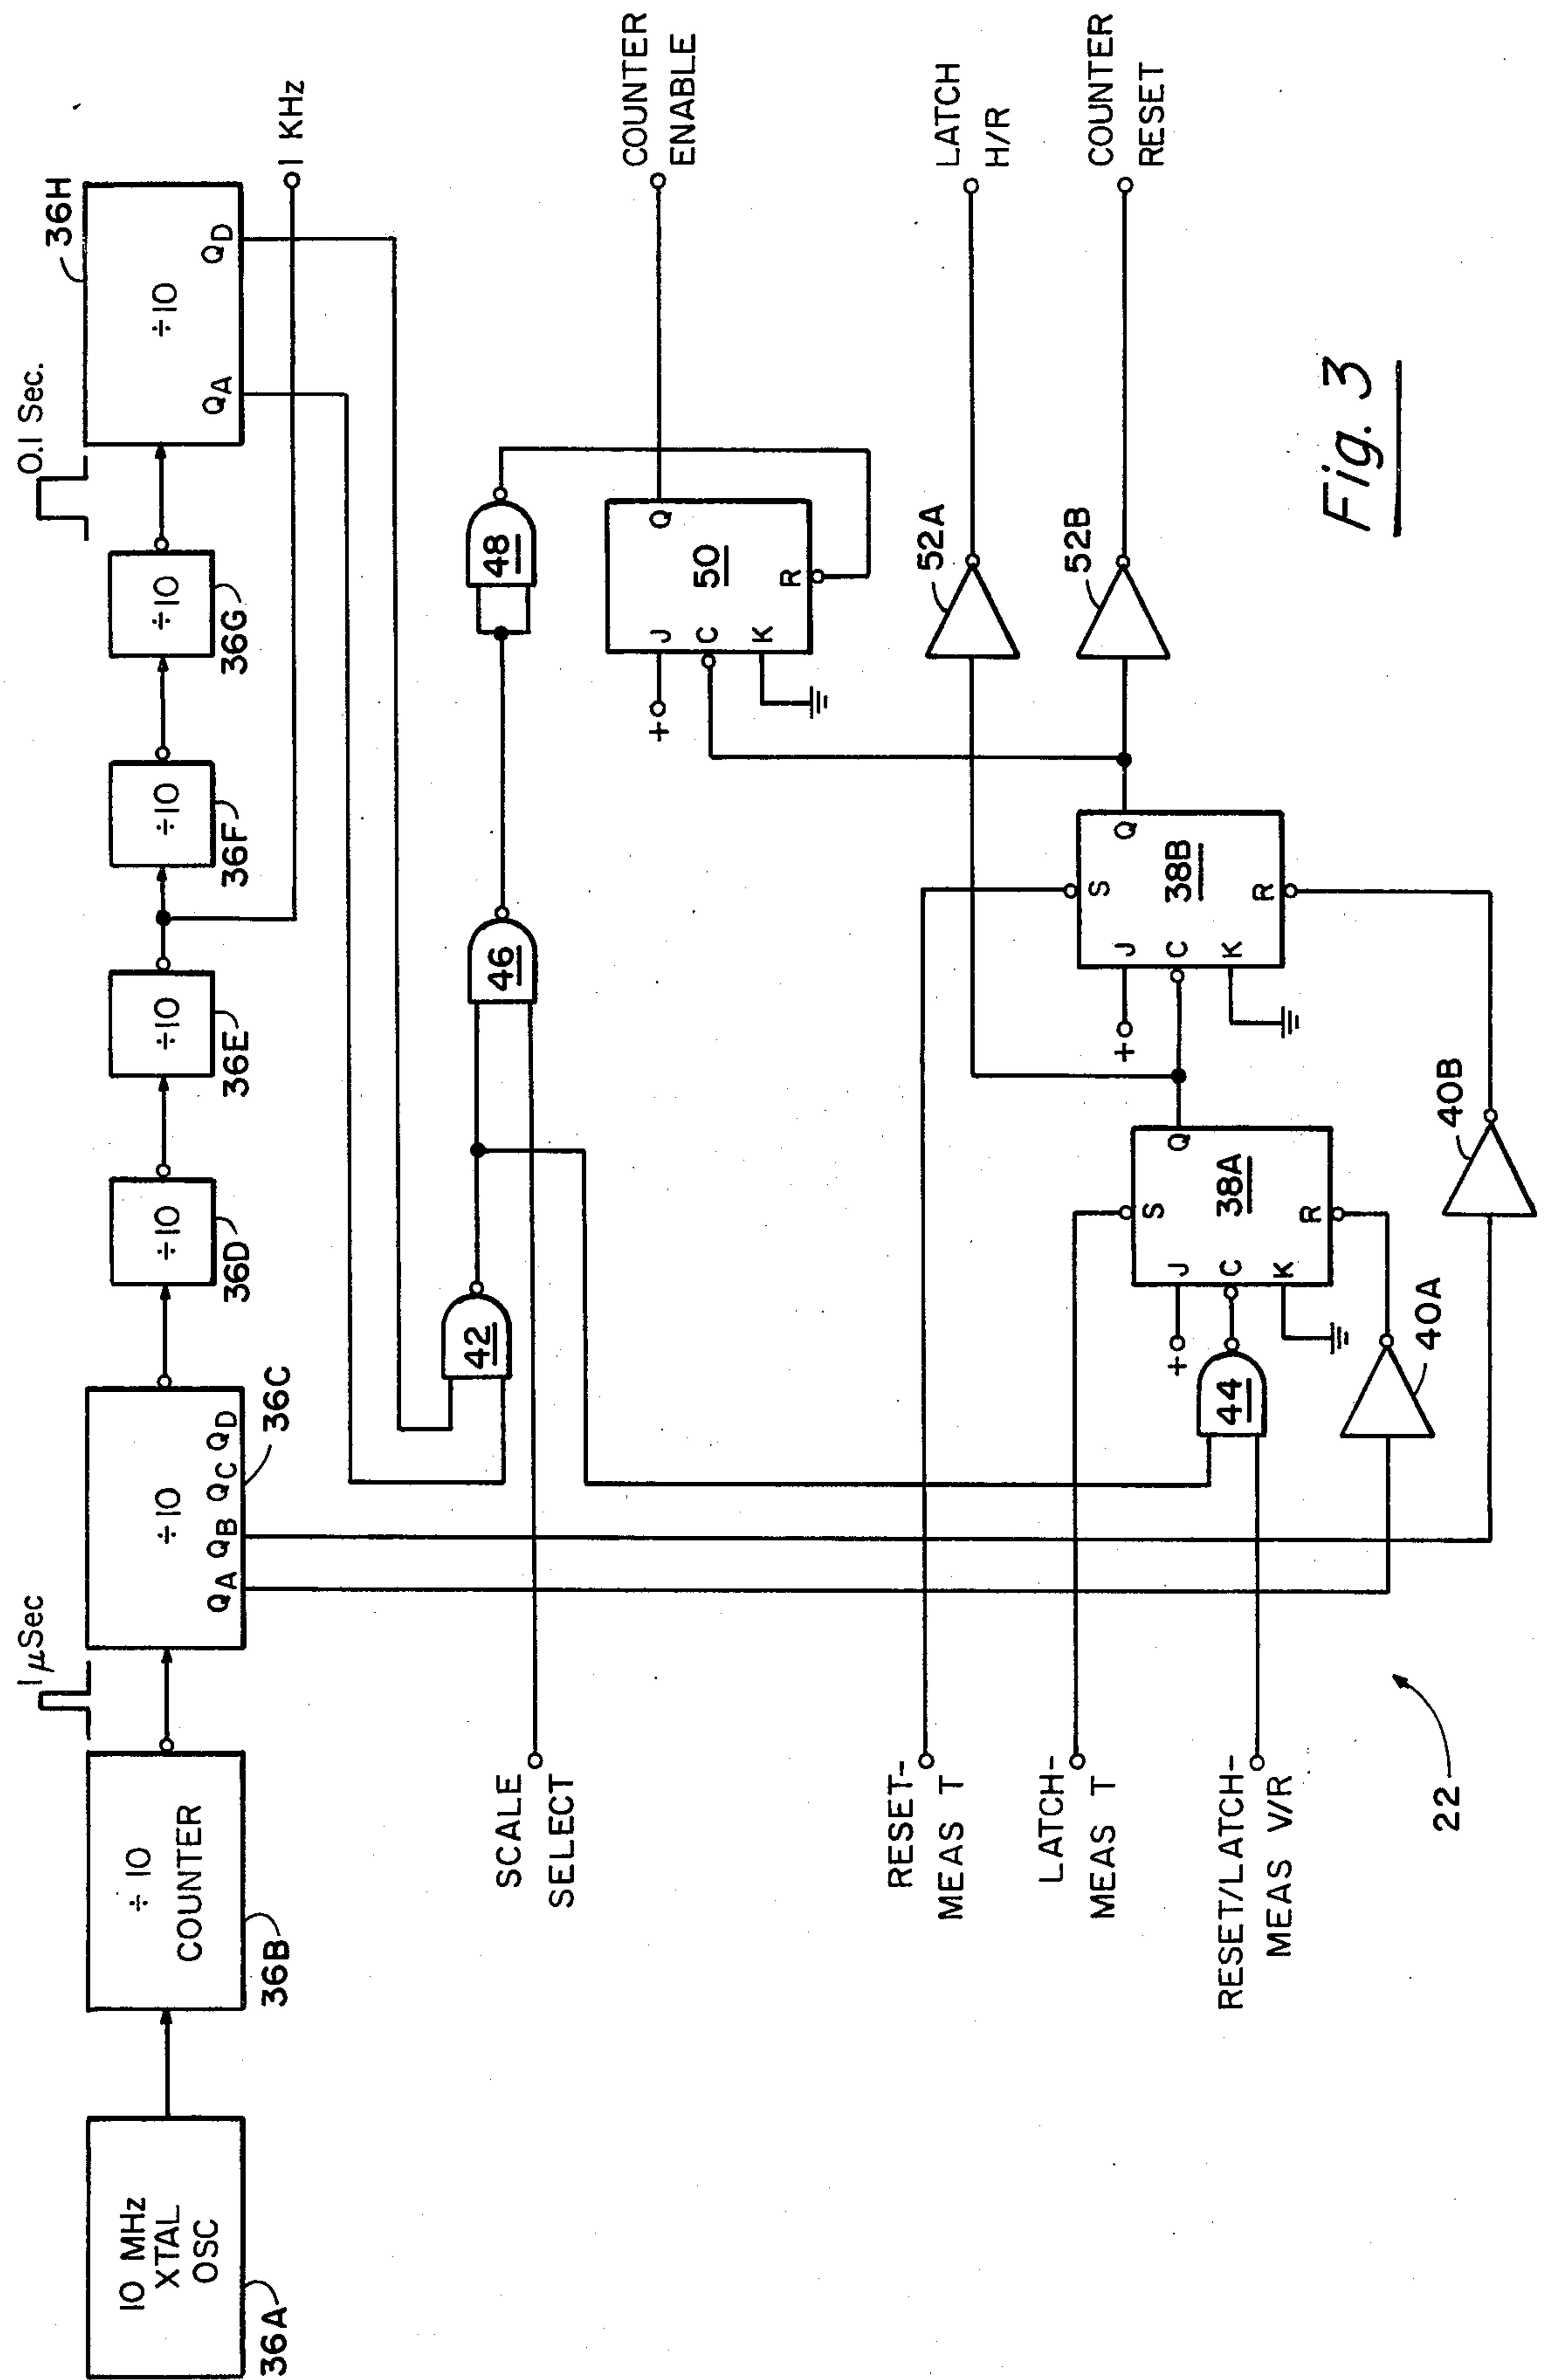 10 MHz
XTAL
OSC
36A
÷ 10
COUNTER
36B
1 μSec
÷10
QA QB QC QD
36C
÷10
36D
÷10
36E
÷10
36F
÷10
36G
0.1 Sec.
÷10
QA QD
36H
1 KHz
SCALE
SELECT
42
46
48
+
J
C
K
Q
R
50
COUNTER
ENABLE
RESET-
MEAS T
LATCH-
MEAS T
RESET/LATCH-
MEAS V/R
44
+
J
C
K
S
Q
R
38A
40A
+
J
C
K
S
Q
R
38B
40B
52A
LATCH
H/R
52B
COUNTER
RESET
22
Fig. 3